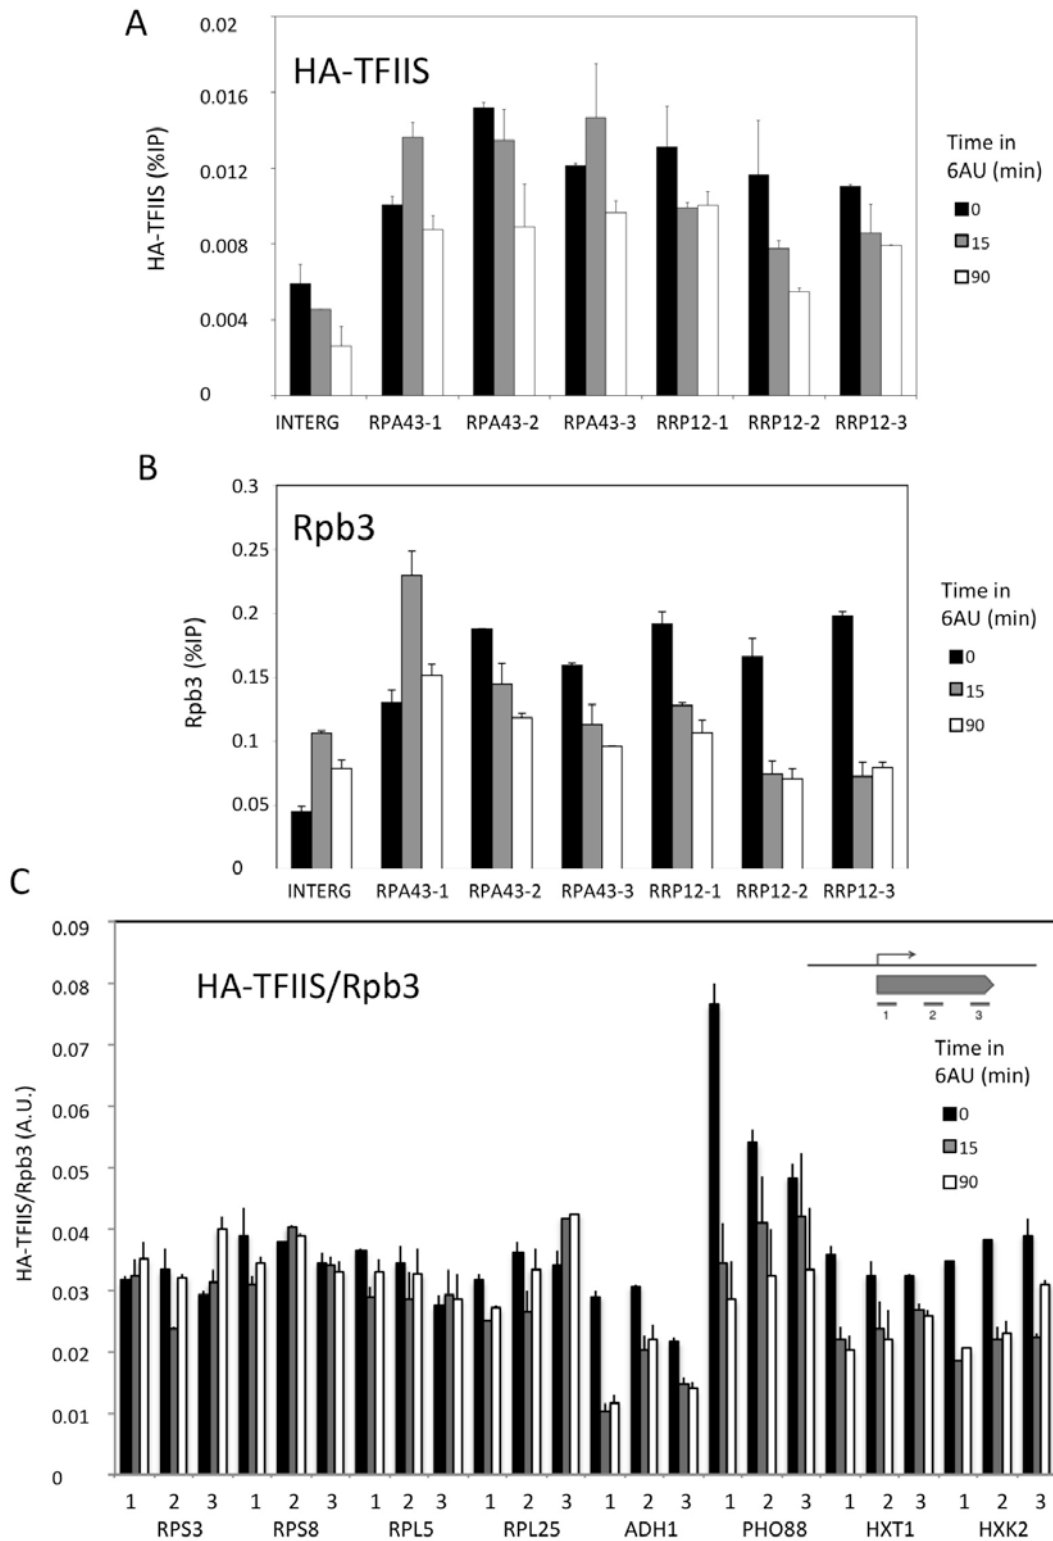 A
HA-TFIIS
HA-TFIIS (%IP)
0.02
0.016
0.012
0.008
0.004
0
INTERG RPA43-1 RPA43-2 RPA43-3 RRP12-1 RRP12-2 RRP12-3
Time in
6AU (min)
0
15
90
B
Rpb3
Rpb3 (%IP)
0.3
0.25
0.2
0.15
0.1
0.05
0
INTERG RPA43-1 RPA43-2 RPA43-3 RRP12-1 RRP12-2 RRP12-3
Time in
6AU (min)
0
15
90
C
HA-TFIIS/Rpb3
HA-TFIIS/Rpb3 (A.U.)
0.09
0.08
0.07
0.06
0.05
0.04
0.03
0.02
0.01
0
1 2 3
Time in
6AU (min)
0
15
90
1 2 3 1 2 3 1 2 3 1 2 3 1 2 3 1 2 3 1 2 3 1 2 3
RPS3 RPS8 RPL5 RPL25 ADH1 PHO88 HXT1 HXK2